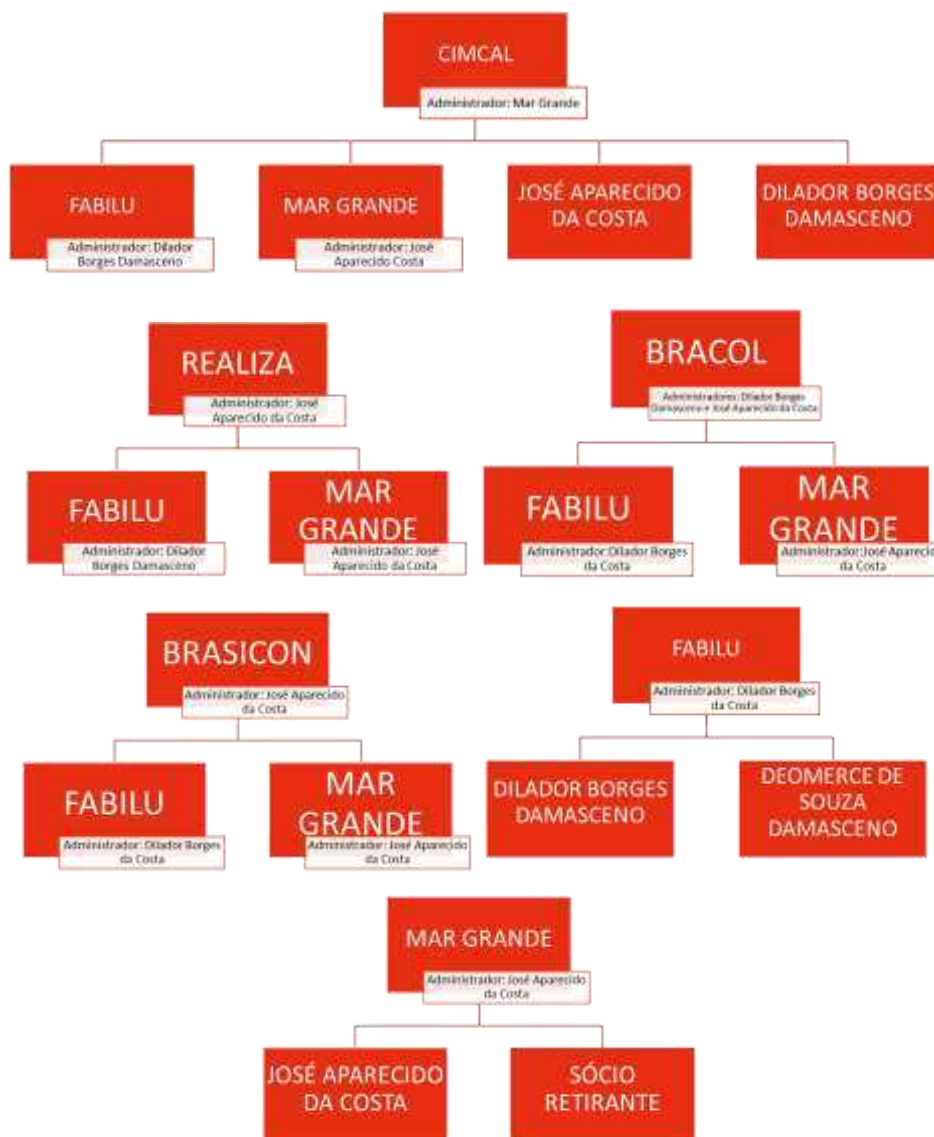 CIMCAL
Administrador: Mar Grande
FABILU
Administrador: Dilador
Borges Damasceno
MAR GRANDE
Administrador: José
Aparecido Costa
JOSÉ APARECIDO
DA COSTA
DILADOR BORGES
DAMASCENO
REALIZA
Administrador: José
Aparecido da Costa
FABILU
Administrador: Dilador
Borges Damasceno
MAR
GRANDE
Administrador: José
Aparecido da Costa
BRACOL
Administradores: Dilador Borges
Damasceno e José Aparecido da Costa
FABILU
Administrador: Dilador Borges
da Costa
MAR
GRANDE
Administrador: José Aparecido
da Costa
BRASICON
Administrador: José Aparecido
da Costa
FABILU
Administrador: Dilador Borges
da Costa
MAR
GRANDE
Administrador: José Aparecido
da Costa
FABILU
Administrador: Dilador Borges
da Costa
DILADOR BORGES
DAMASCENO
DEOMERCE DE
SOUZA
DAMASCENO
MAR GRANDE
Administrador: José Aparecido
da Costa
JOSÉ APARECIDO
DA COSTA
SÓCIO
RETIRANTE